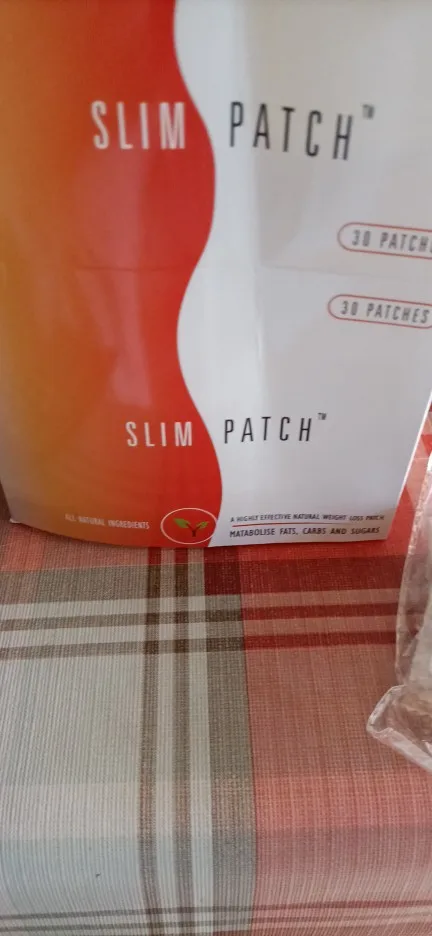 SLIM PATCH™
30 PATCH
30 PATCHES
SLIM PATCH™
ALL NATURAL INGREDIENTS
A HIGHLY EFFECTIVE NATURAL WEIGHT LOSS PATCH
MATABOLISE FATS, CARBS AND SUGARS